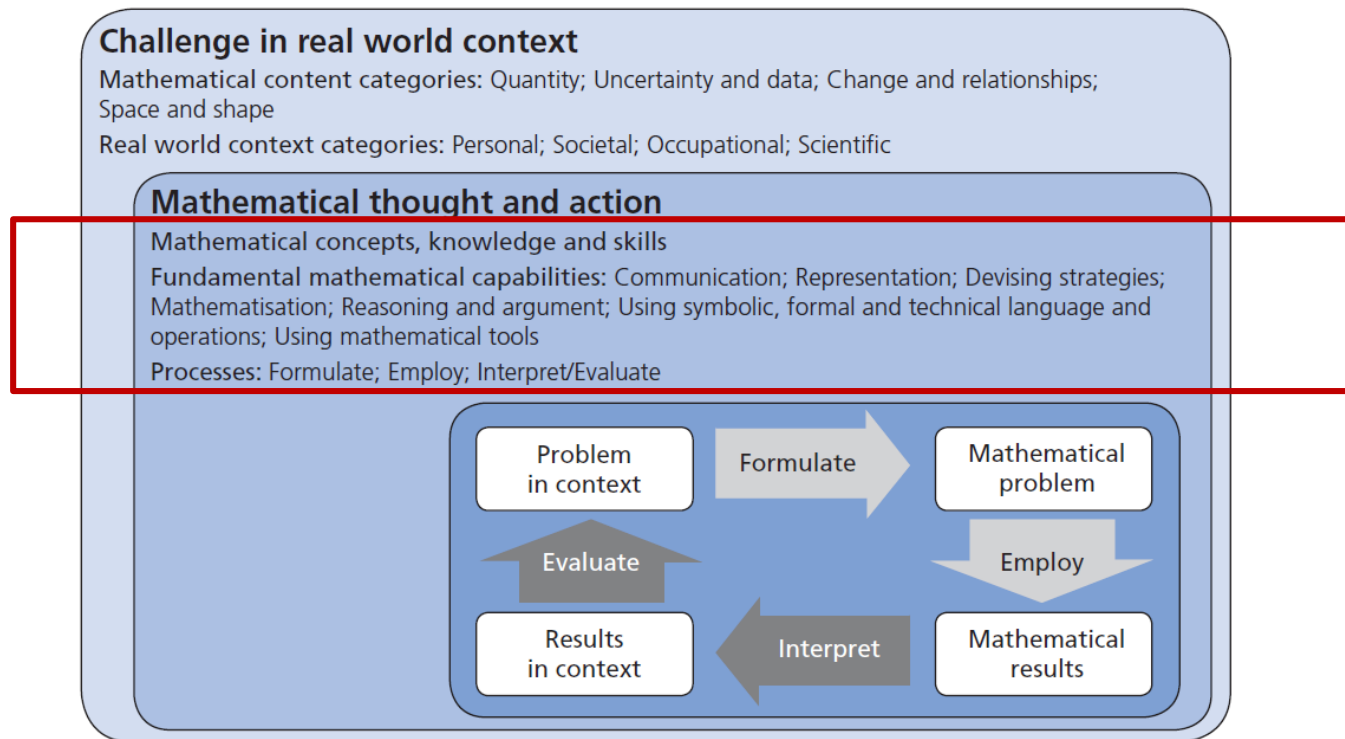 Challenge in real world context
Mathematical content categories: Quantity; Uncertainty and data; Change and relationships;
Space and shape
Real world context categories: Personal; Societal; Occupational; Scientific
Mathematical thought and action
Mathematical concepts, knowledge and skills
Fundamental mathematical capabilities: Communication; Representation; Devising strategies;
Mathematisation; Reasoning and argument; Using symbolic, formal and technical language and
operations; Using mathematical tools
Processes: Formulate; Employ; Interpret/Evaluate
Problem
in context
Formulate
Mathematical
problem
Evaluate
Employ
Results
in context
Interpret
Mathematical
results